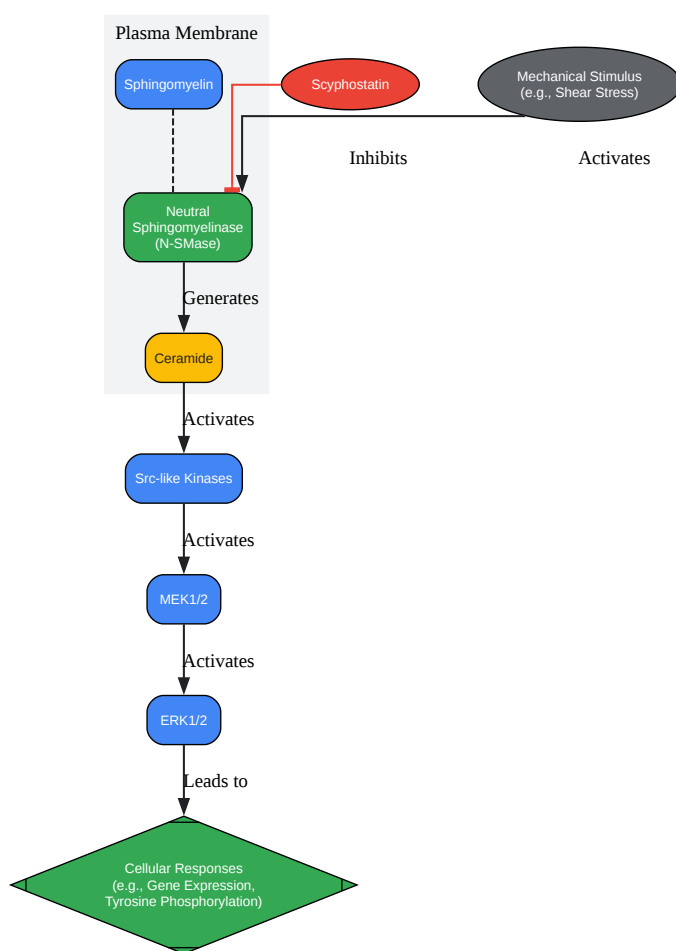 Plasma Membrane
Sphingomyelin
Scyphostatin
Mechanical Stimulus
(e.g., Shear Stress)
Inhibits
Activates
Neutral
Sphingomyelinase
(N-SMase)
Generates
Ceramide
Activates
Src-like Kinases
Activates
MEK1/2
Activates
ERK1/2
Leads to
Cellular Responses
(e.g., Gene Expression,
Tyrosine Phosphorylation)